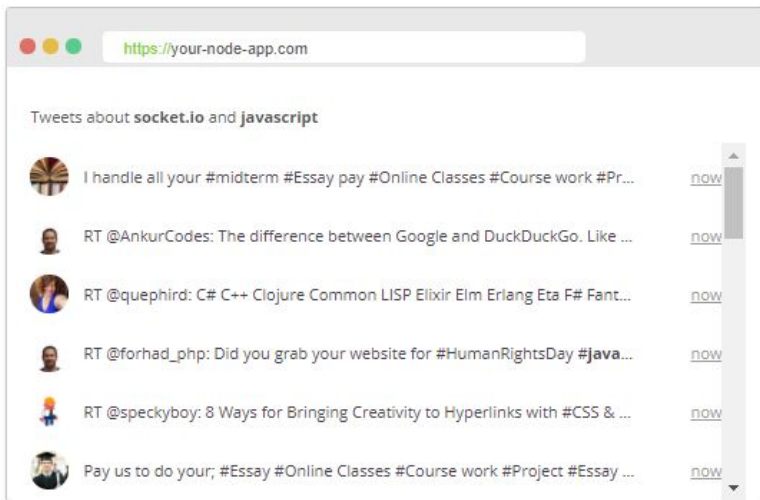 https://your-node-app.com
Tweets about socket.io and javascript
I handle all your #midterm #Essay pay #Online Classes #Course work #Pr... now
RT @AnkurCodes: The difference between Google and DuckDuckGo. Like ... now
RT @quephird: C# C++ Clojure Common LISP Elixir Elm Erlang Eta F# Fant... now
RT @forhad_php: Did you grab your website for #HumanRightsDay #java... now
RT @speckyboy: 8 Ways for Bringing Creativity to Hyperlinks with #CSS & ... now
Pay us to do your; #Essay #Online Classes #Course work #Project #Essay ... now